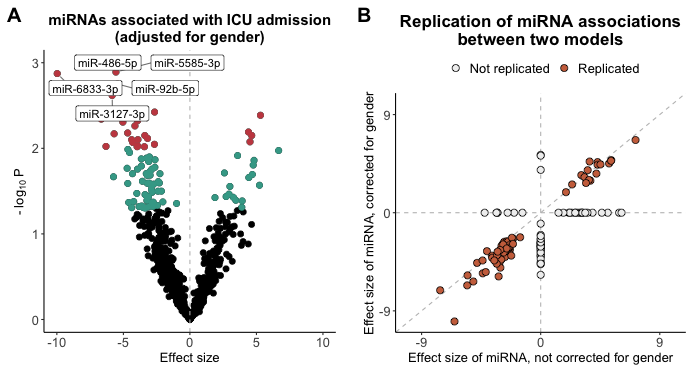 A
miRNAs associated with ICU admission
(adjusted for gender)
miR-486-5p
miR-5585-3p
miR-6833-3p
miR-92b-5p
miR-3127-3p
- log10 P
3
2
1
0
-10
-5
0
5
10
Effect size
B
Replication of miRNA associations
between two models
Not replicated
Replicated
Effect size of miRNA, corrected for gender
9
0
-9
-9
0
9
Effect size of miRNA, not corrected for gender